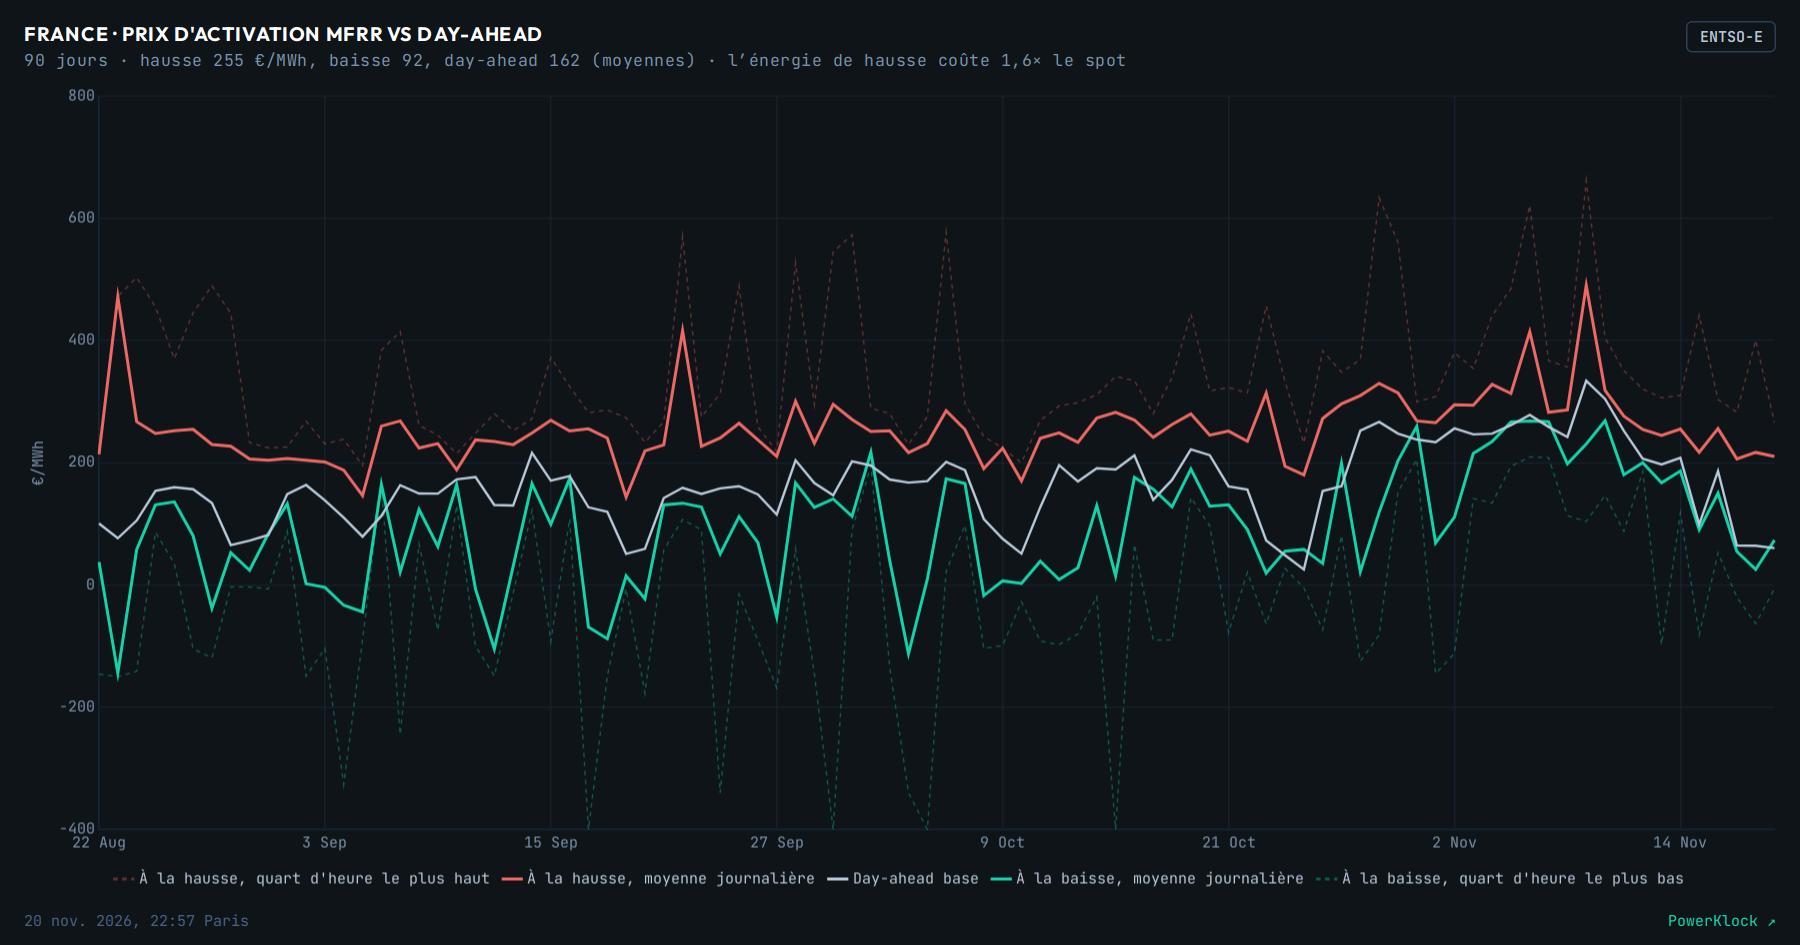 FRANCE · PRIX D'ACTIVATION MFRR VS DAY-AHEAD
ENTSO-E
90 jours · hausse 255 €/MWh, baisse 92, day-ahead 162 (moyennes) · l'énergie de hausse coûte 1,6× le spot
800
600
400
200
0
-200
-400
€/MWh
22 Aug
3 Sep
15 Sep
27 Sep
9 Oct
21 Oct
2 Nov
14 Nov
À la hausse, quart d'heure le plus haut
À la hausse, moyenne journalière
Day-ahead base
À la baisse, moyenne journalière
À la baisse, quart d'heure le plus bas
20 nov. 2026, 22:57 Paris
PowerKlock ↗